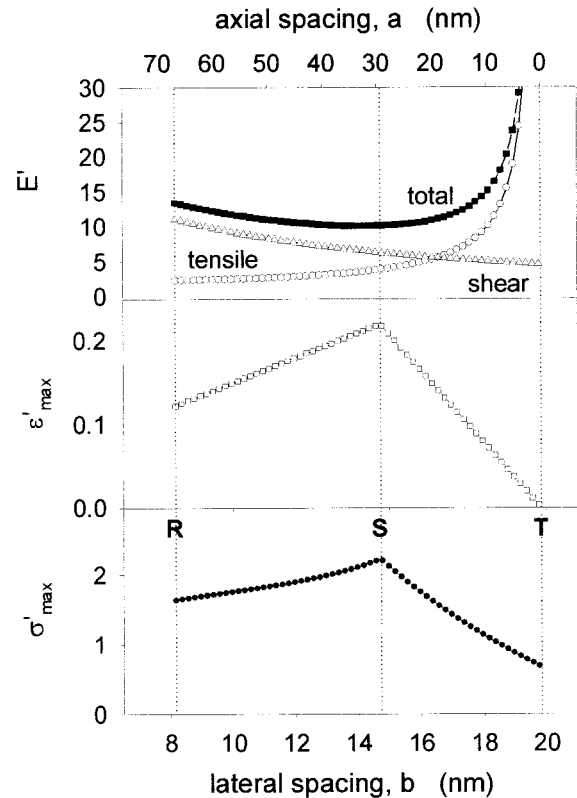 axial spacing, a (nm)
70 60 50 40 30 20 10 0
30
25
20
15
10
5
0
E'
total
tensile
shear
0.2
0.1
0.0
ε'max
R S T
2
1
0
σ'max
8 10 12 14 16 18 20
lateral spacing, b (nm)